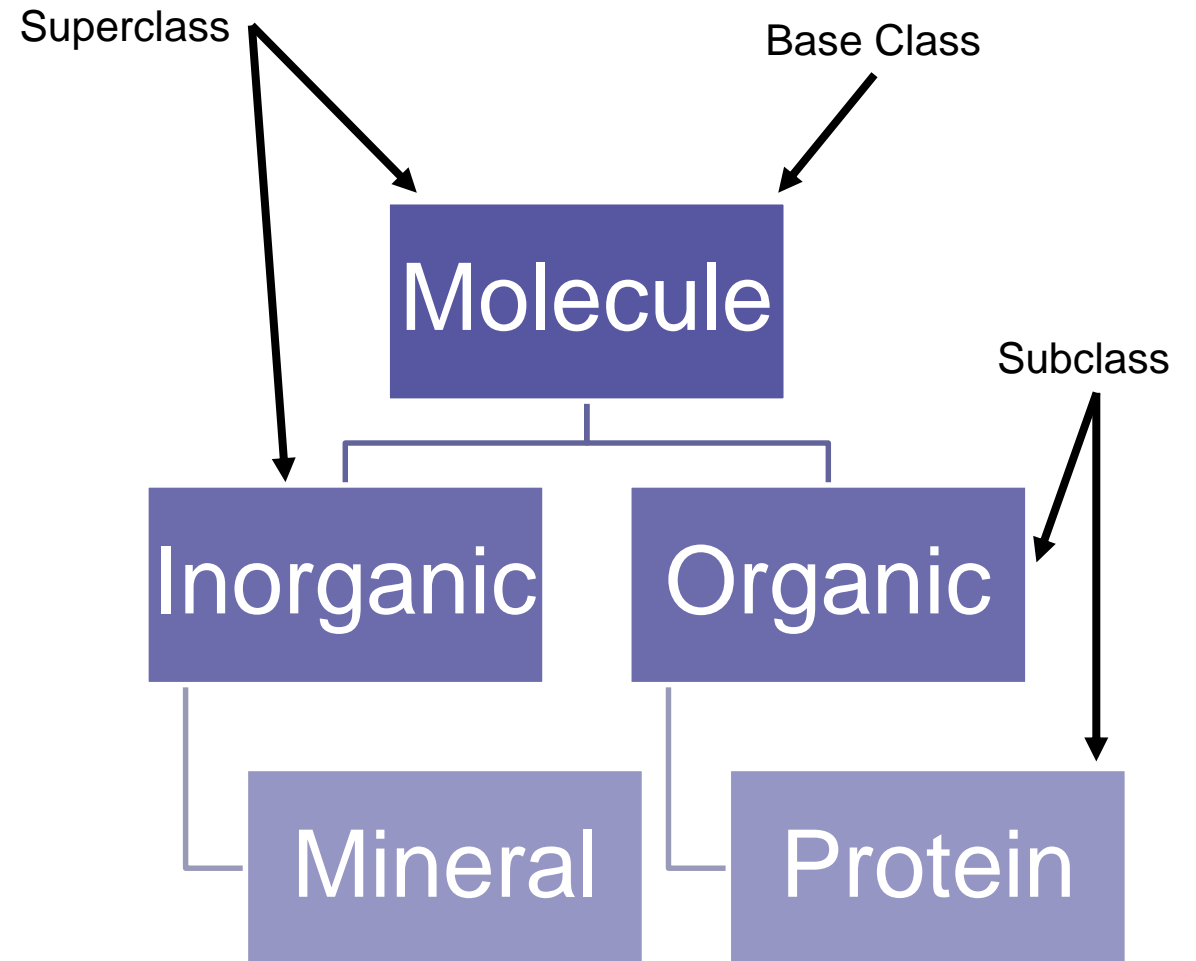 Superclass
Base Class
Molecule
Subclass
Inorganic
Organic
Mineral
Protein